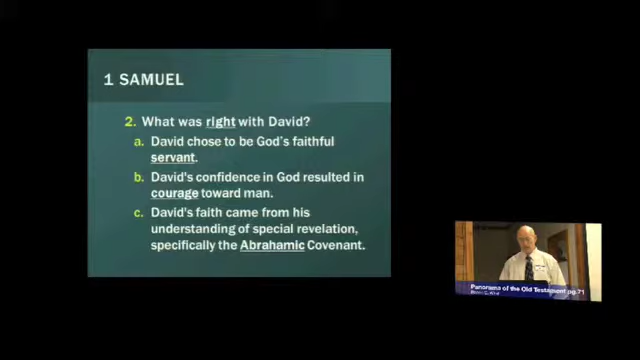 1 SAMUEL
2. What was right with David?
a. David chose to be God's faithful
servant.
b. David's confidence in God resulted in
courage toward man.
c. David's faith came from his
understanding of special revelation,
specifically the Abrahamic Covenant.
Panorama of the Old Testament pg.71